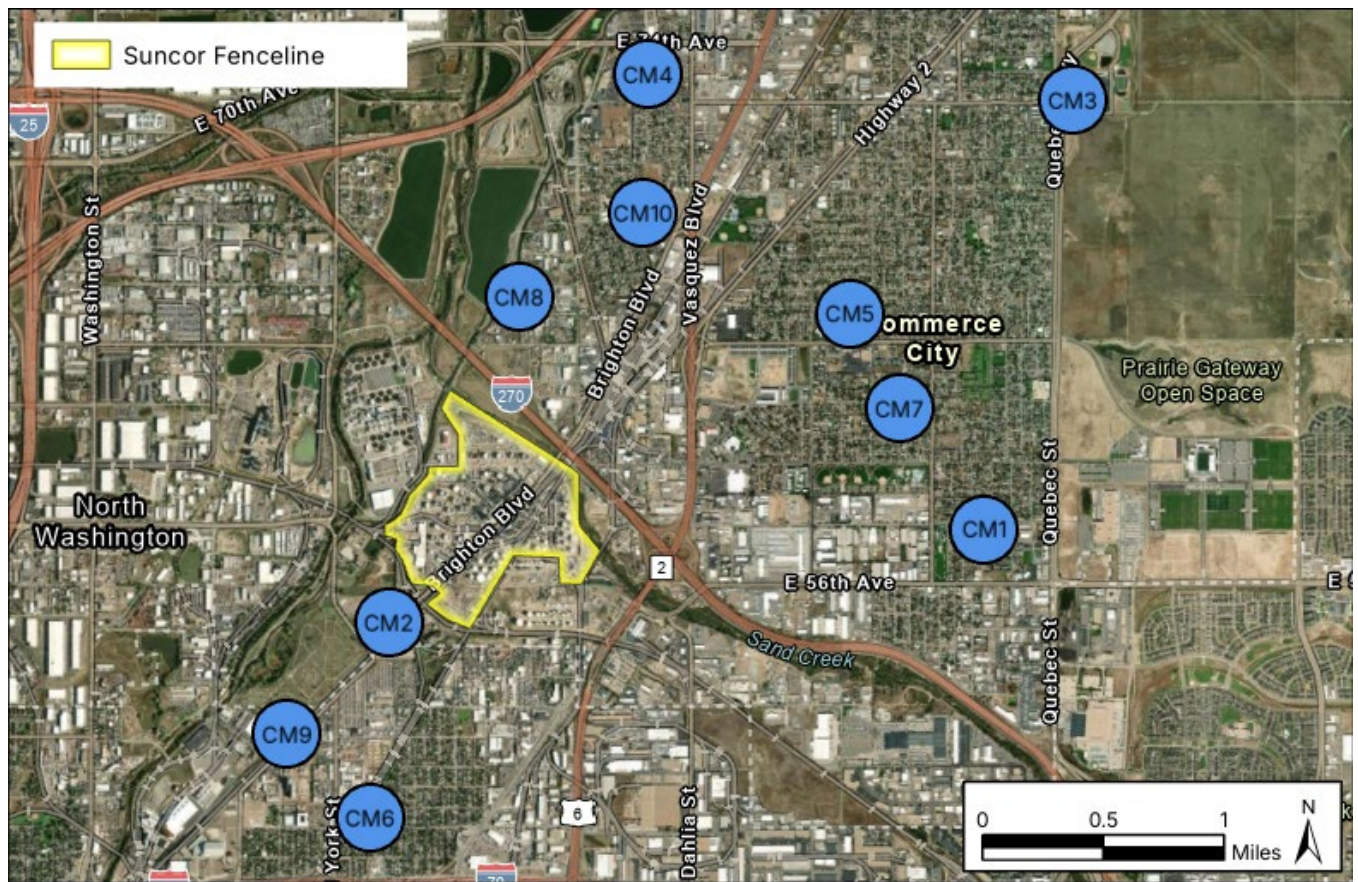 Suncor Fenceline
E 74th Ave
CM4
Highway 2
CM3
25
E 70th Ave
Quebec
Washington St
CM10
Vasquez Blvd
CM8
Brighton Blvd
CM5
ommerce
City
270
Prairie Gateway
Open Space
CM7
North
Washington
Brighton Blvd
Quebec St
CM1
2
E 56th Ave
CM2
Sand Creek
Quebec St
CM9
CM6
York St
6
Dahlia St
70
0 0.5 1
Miles
N